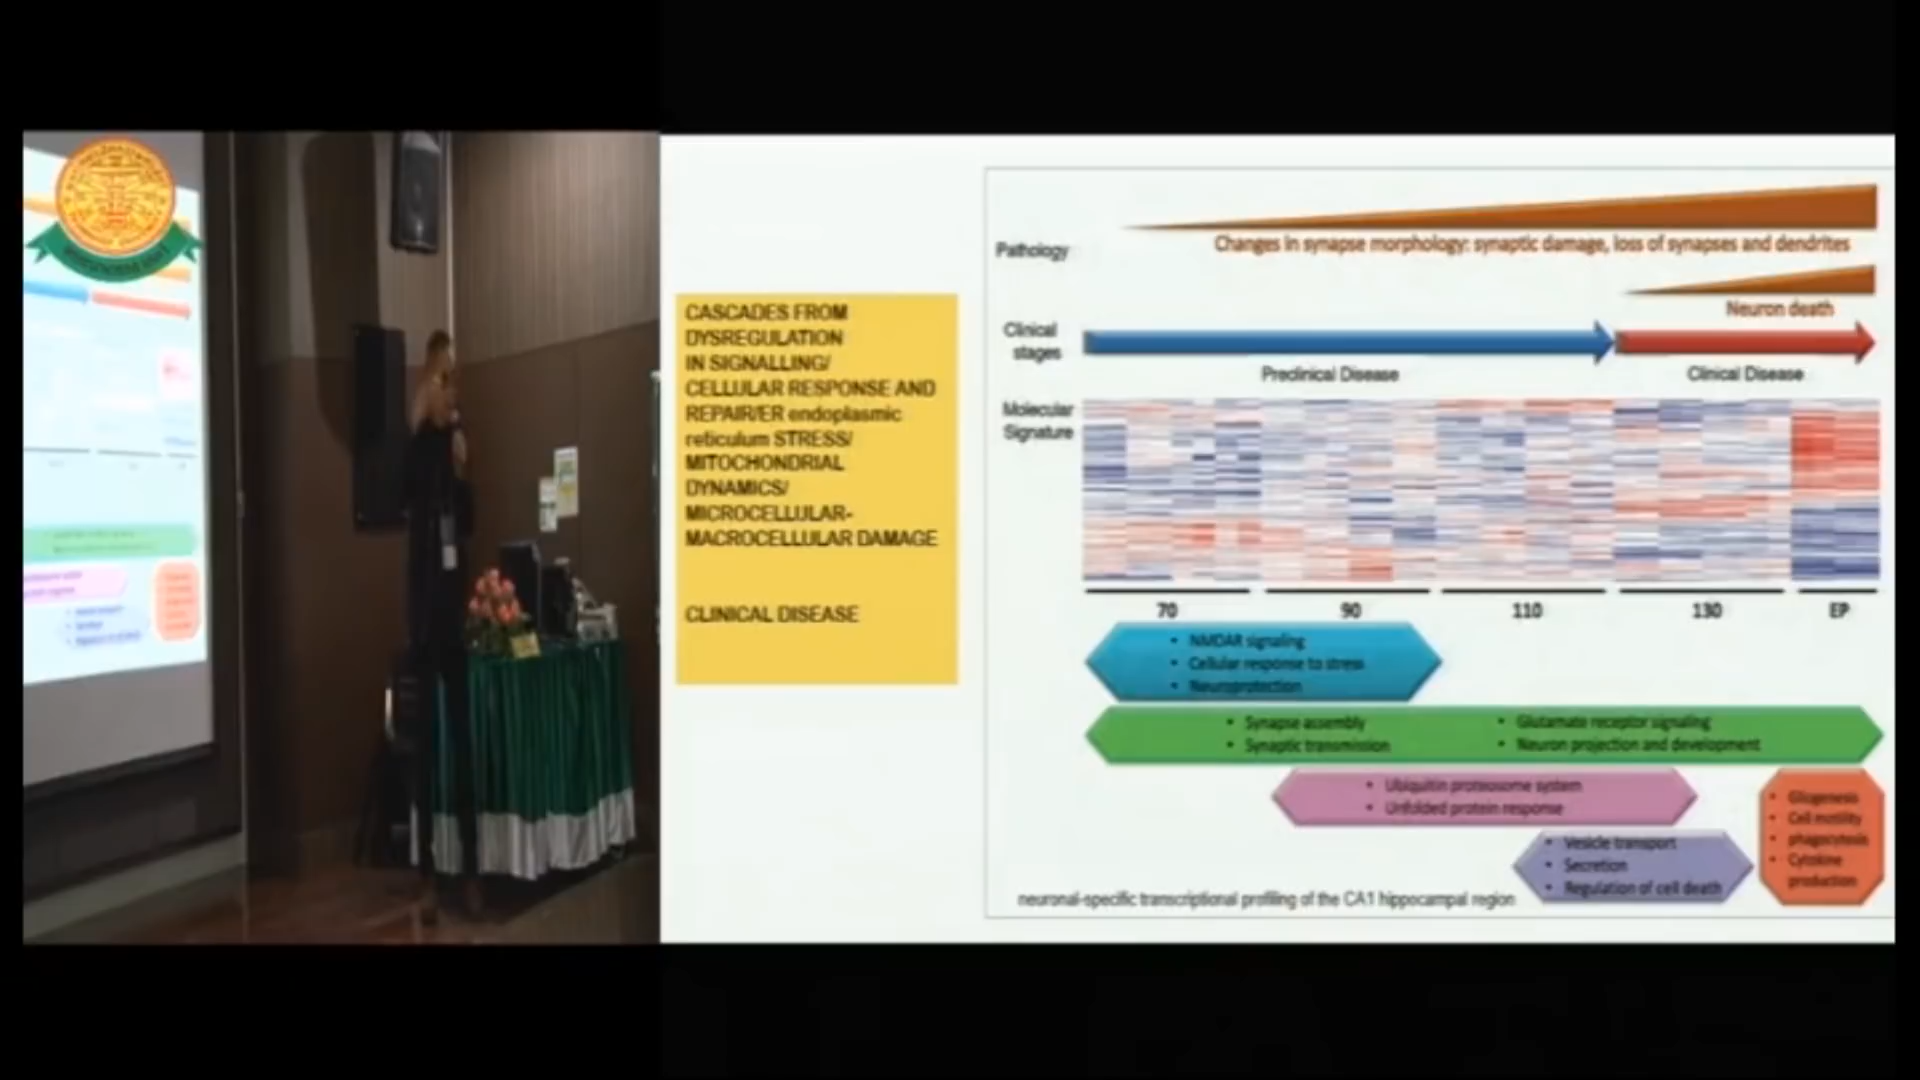 CASCADES FROM
DYSREGULATION
IN SIGNALLING/
CELLULAR RESPONSE AND
REPAIR/ER endoplasmic
reticulum STRESS/
MITOCHONDRIAL
DYNAMICS/
MICROCELLULAR-
MACROCELLULAR DAMAGE
CLINICAL DISEASE
Pathology
Changes in synapse morphology: synaptic damage, loss of synapses and dendrites
Neuron death
Clinical
stages
Preclinical Disease
Clinical Disease
Molecular
Signature
70
90
110
130
EP
• NMDAR signaling
• Cellular response to stress
• Neuroprotection
• Synapse assembly
• Synaptic transmission
• Glutamate receptor signaling
• Neuron projection and development
• Ubiquitin proteosome system
• Unfolded protein response
• Vesicle transport
• Secretion
• Regulation of cell death
• Gliogenesis
• Cell motility
• phagocytosis
• Cytokine
production
neuronal-specific transcriptional profiling of the CA1 hippocampal region